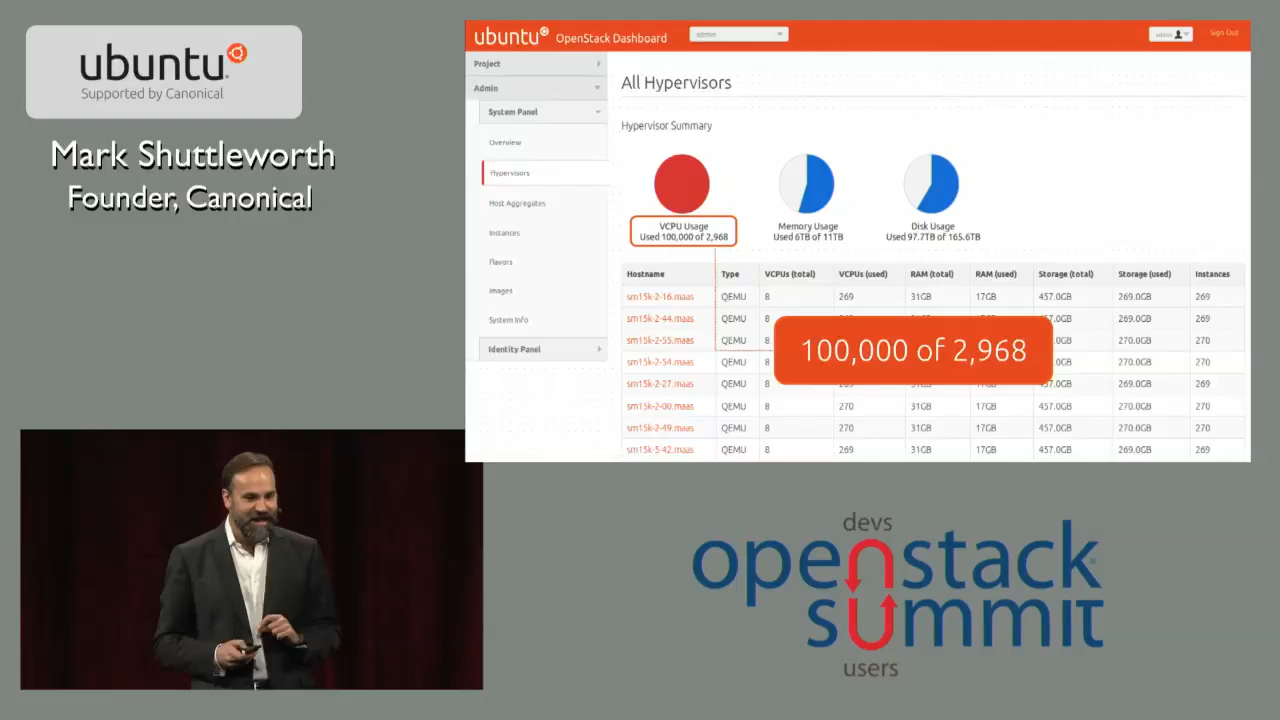 ubuntu
Supported by Canonical
Mark Shuttleworth
Founder, Canonical
ubuntu OpenStack Dashboard admin admin Sign Out
Project
Admin
System Panel
Overview
Hypervisors
Host Aggregates
Instances
Flavors
Images
System Info
Identity Panel
All Hypervisors
Hypervisor Summary
VCPU Usage
Used 100,000 of 2,968
Memory Usage
Used 6TB of 11TB
Disk Usage
Used 97.7TB of 165.6TB
Hostname Type VCPUs (total) VCPUs (used) RAM (total) RAM (used) Storage (total) Storage (used) Instances
sm15k-2-16.maas QEMU 8 269 31GB 17GB 457.0GB 269.0GB 269
sm15k-2-44.maas QEMU 8 269.0GB 269
sm15k-2-55.maas QEMU 8 270.0GB 270
sm15k-2-54.maas QEMU 8 270.0GB 270
sm15k-2-27.maas QEMU 8 269.0GB 269
sm15k-2-00.maas QEMU 8 270 31GB 17GB 457.0GB 270.0GB 270
sm15k-2-49.maas QEMU 8 270 31GB 17GB 457.0GB 270.0GB 270
sm15k-5-42.maas QEMU 8 269 31GB 17GB 457.0GB 269.0GB 269
100,000 of 2,968
devs
openstack
summit
users